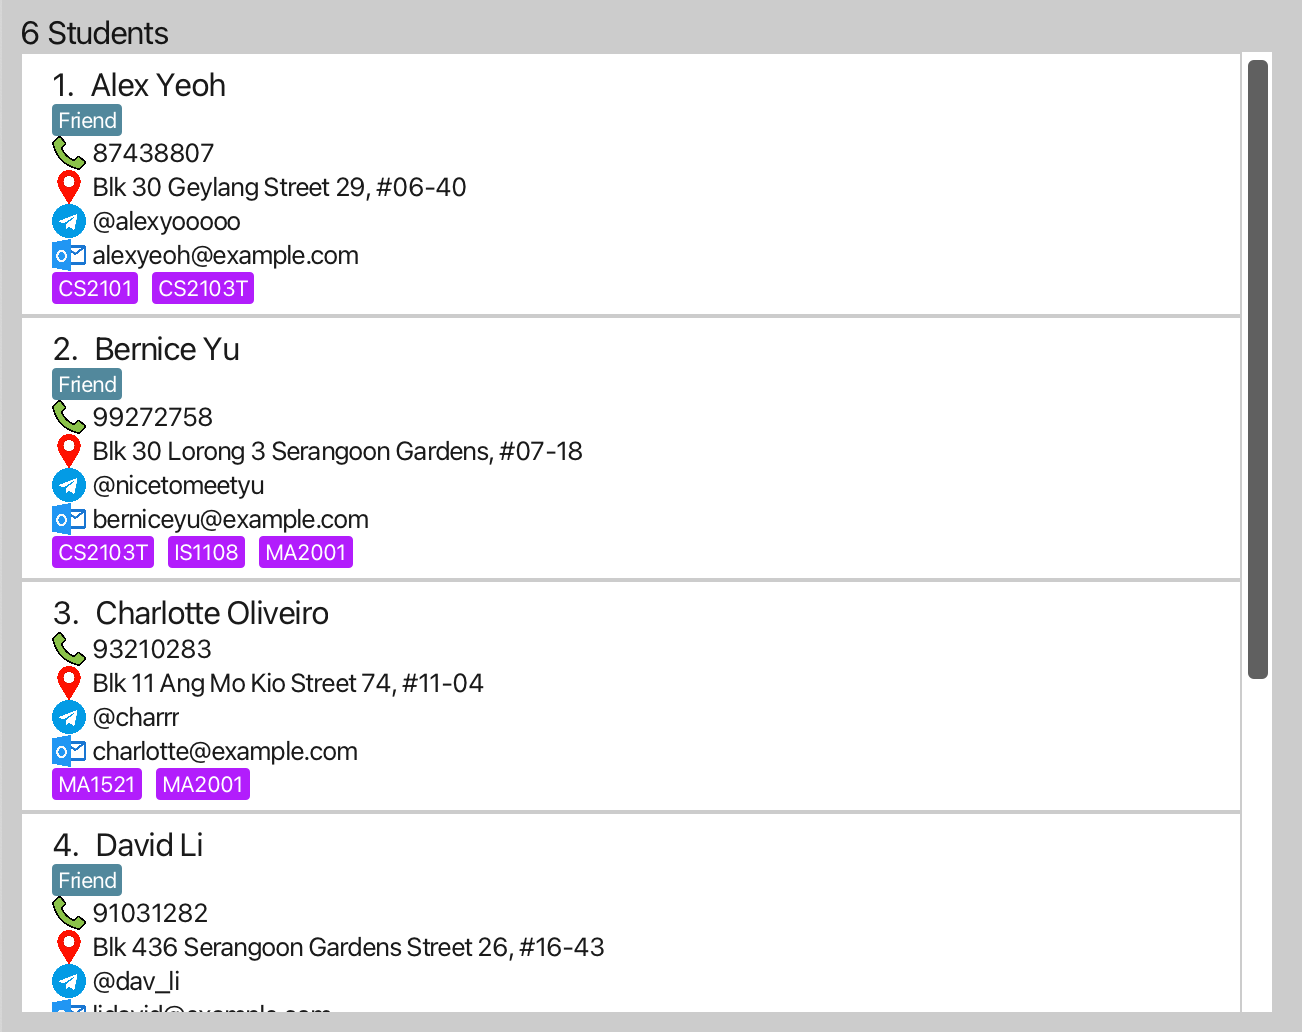 6 Students
1. Alex Yeoh
Friend
87438807
Blk 30 Geylang Street 29, #06-40
@alexyooooo
alexyeoh@example.com
CS2101 CS2103T
2. Bernice Yu
Friend
99272758
Blk 30 Lorong 3 Serangoon Gardens, #07-18
@nicetomeetyu
berniceyu@example.com
CS2103T IS1108 MA2001
3. Charlotte Oliveiro
93210283
Blk 11 Ang Mo Kio Street 74, #11-04
@charrr
charlotte@example.com
MA1521 MA2001
4. David Li
Friend
91031282
Blk 436 Serangoon Gardens Street 26, #16-43
@dav_li
lidavid@example.com